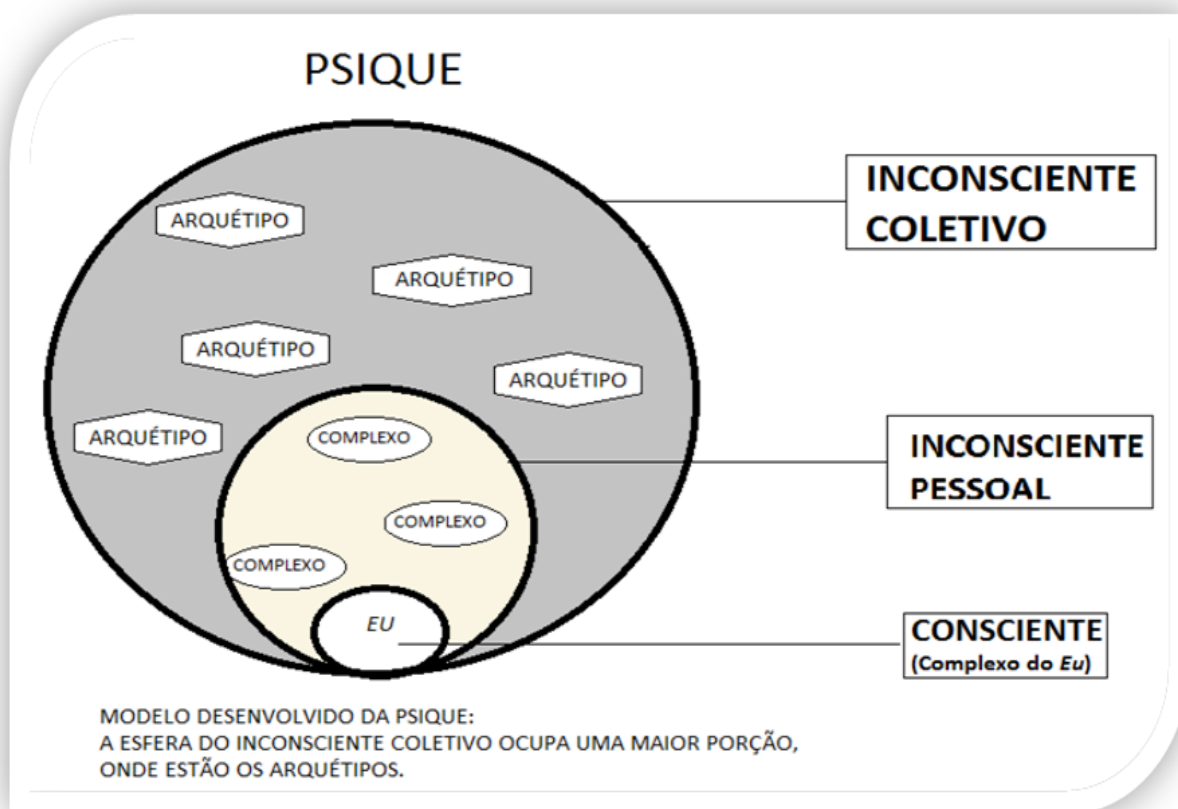 PSIQUE
INCONSCIENTE
COLETIVO
ARQUÉTIPO
ARQUÉTIPO
ARQUÉTIPO
ARQUÉTIPO
ARQUÉTIPO
COMPLEXO
INCONSCIENTE
PESSOAL
COMPLEXO
COMPLEXO
EU
CONSCIENTE
(Complexo do Eu)
MODELO DESENVOLVIDO DA PSIQUE:
A ESFERA DO INCONSCIENTE COLETIVO OCUPA UMA MAIOR PORÇÃO,
ONDE ESTÃO OS ARQUÉTIPOS.